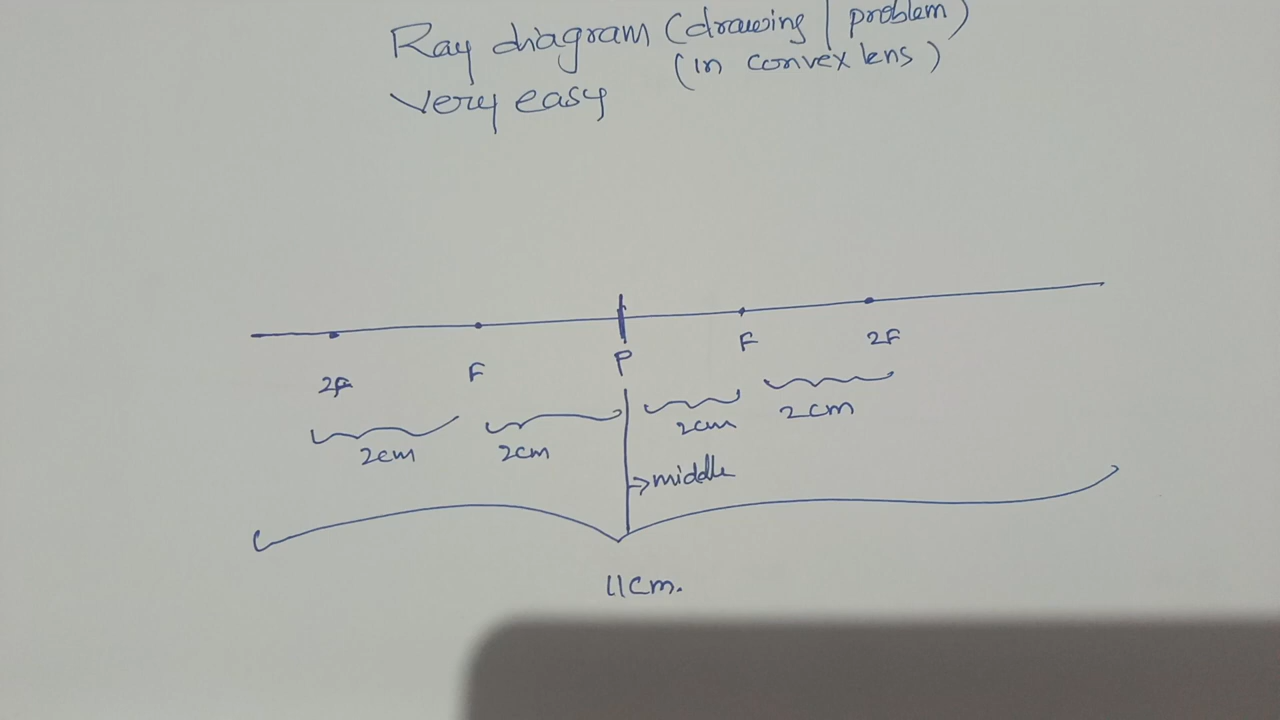 Ray diagram (drawing / problem)
(in convex lens)
Very easy
2F F P F 2F
2cm 2cm 2cm 2cm
→middle
11cm.